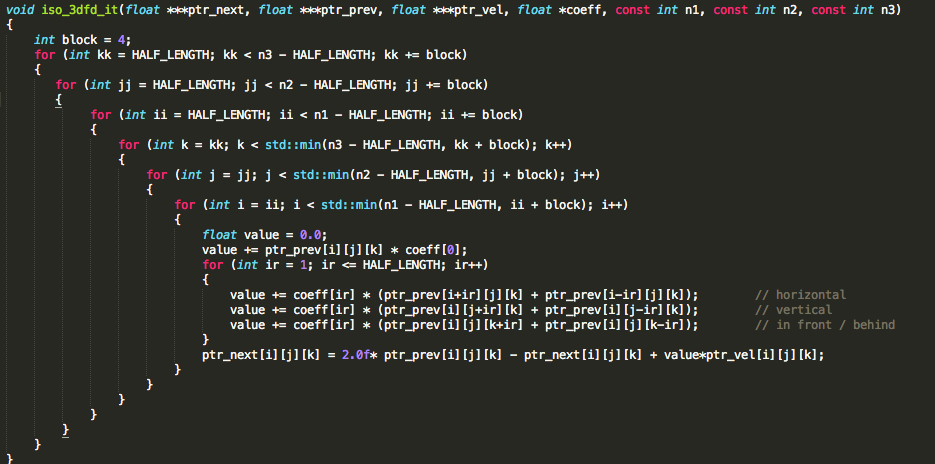 void iso_3dfd_it(float ***ptr_next, float ***ptr_prev, float ***ptr_vel, float *coeff, const int n1, const int n2, const int n3)
{
    int block = 4;
    for (int kk = HALF_LENGTH; kk < n3 - HALF_LENGTH; kk += block)
    {
       for (int jj = HALF_LENGTH; jj < n2 - HALF_LENGTH; jj += block)
       {
            for (int ii = HALF_LENGTH; ii < n1 - HALF_LENGTH; ii += block)
            {
                for (int k = kk; k < std::min(n3 - HALF_LENGTH, kk + block); k++)
                {
                    for (int j = jj; j < std::min(n2 - HALF_LENGTH, jj + block); j++)
                    {
                        for (int i = ii; i < std::min(n1 - HALF_LENGTH, ii + block); i++)
                        {
                            float value = 0.0;
                            value += ptr_prev[i][j][k] * coeff[0];
                            for (int ir = 1; ir <= HALF_LENGTH; ir++)
                            {
                                value += coeff[ir] * (ptr_prev[i+ir][j][k] + ptr_prev[i-ir][j][k]);        // horizontal
                                value += coeff[ir] * (ptr_prev[i][j+ir][k] + ptr_prev[i][j-ir][k]);        // vertical
                                value += coeff[ir] * (ptr_prev[i][j][k+ir] + ptr_prev[i][j][k-ir]);        // in front / behind
                            }
                            ptr_next[i][j][k] = 2.0f* ptr_prev[i][j][k] - ptr_next[i][j][k] + value*ptr_vel[i][j][k];
                        }
                    }
                }
            }
        }
    }
}